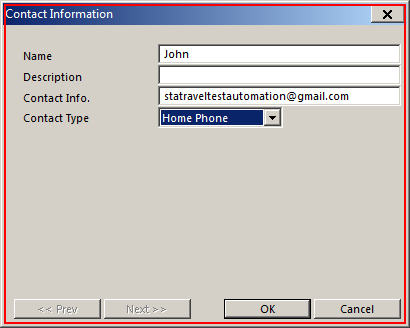 Contact Information
Name John
Description
Contact Info. statraveltestautomation@gmail.com
Contact Type Home Phone
<< Prev Next >> OK Cancel